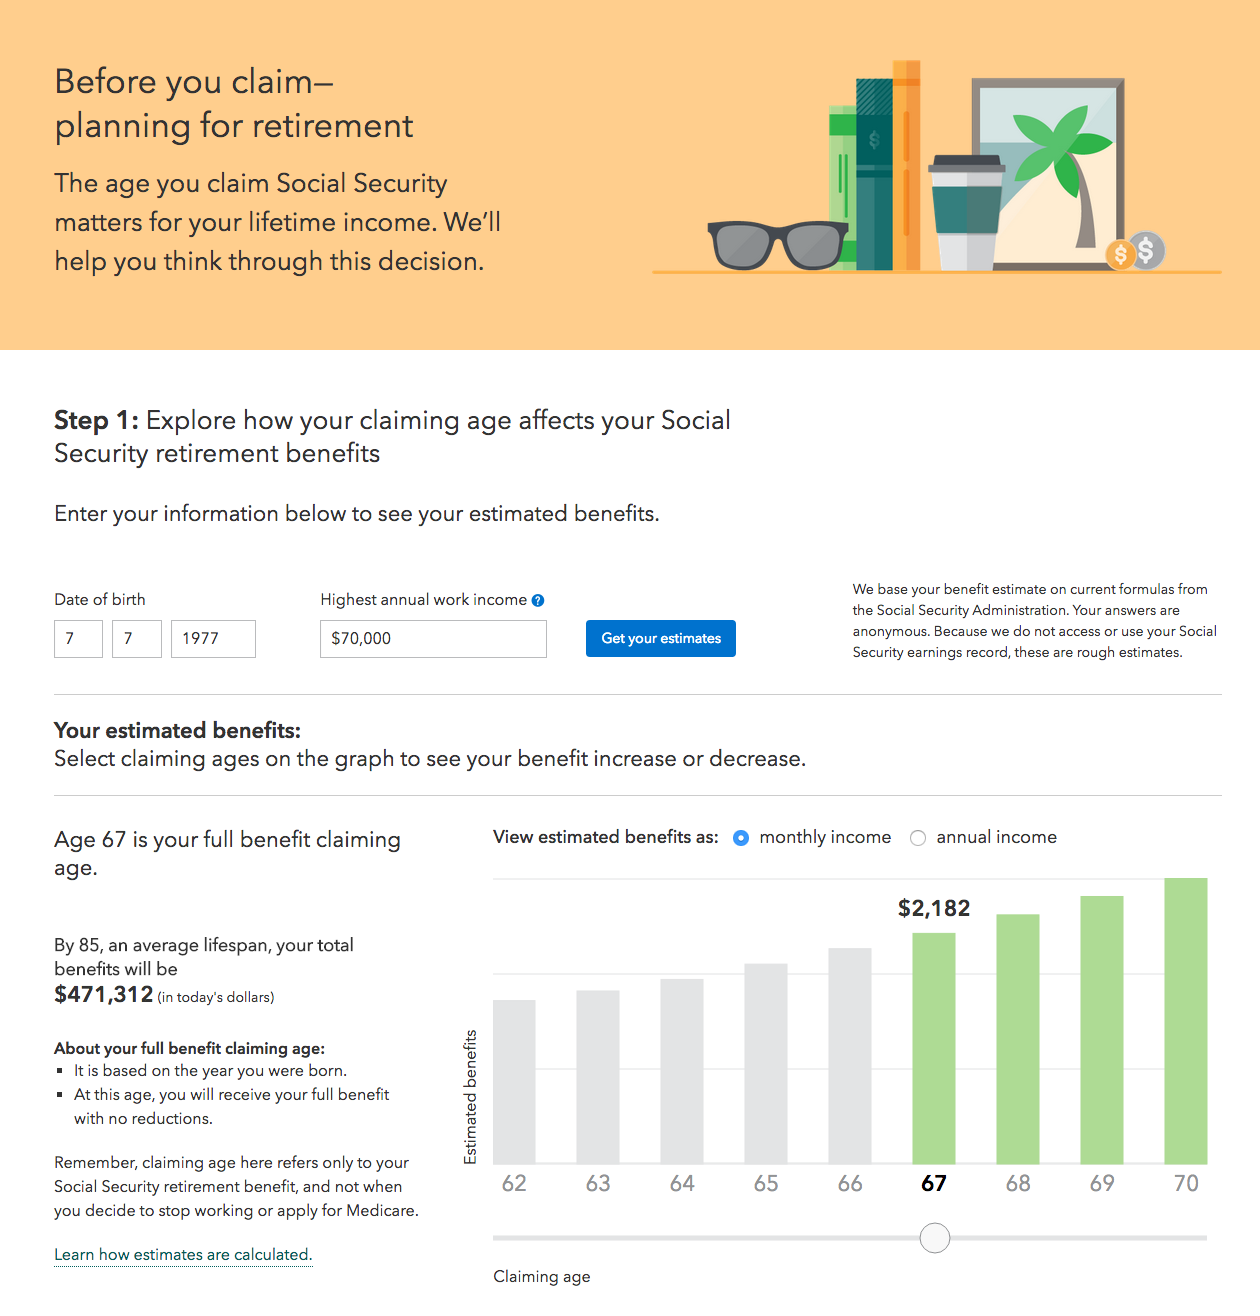 Before you claim—
planning for retirement
The age you claim Social Security
matters for your lifetime income. We'll
help you think through this decision.
$
$
$
Step 1: Explore how your claiming age affects your Social
Security retirement benefits
Enter your information below to see your estimated benefits.
Date of birth
7
7
1977
Highest annual work income ?
$70,000
Get your estimates
We base your benefit estimate on current formulas from
the Social Security Administration. Your answers are
anonymous. Because we do not access or use your Social
Security earnings record, these are rough estimates.
Your estimated benefits:
Select claiming ages on the graph to see your benefit increase or decrease.
Age 67 is your full benefit claiming
age.
By 85, an average lifespan, your total
benefits will be
$471,312 (in today's dollars)
About your full benefit claiming age:
▪ It is based on the year you were born.
▪ At this age, you will receive your full benefit
with no reductions.
Remember, claiming age here refers only to your
Social Security retirement benefit, and not when
you decide to stop working or apply for Medicare.
Learn how estimates are calculated.
View estimated benefits as: monthly income annual income
$2,182
Estimated benefits
62 63 64 65 66 67 68 69 70
Claiming age